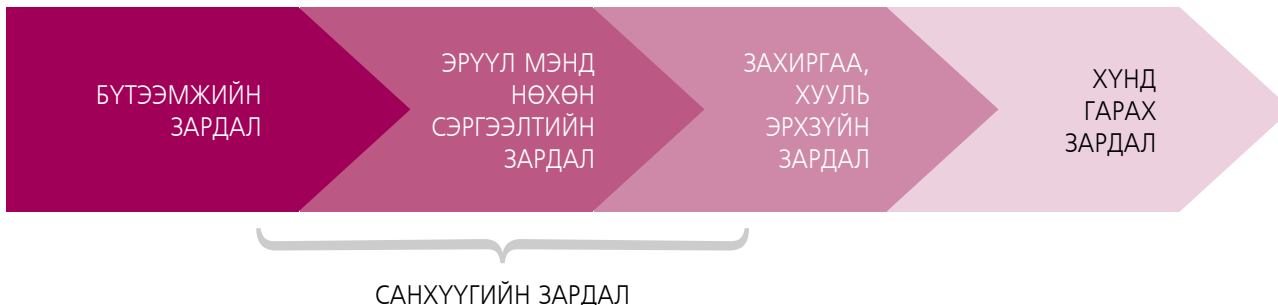 БҮТЭЭМЖИЙН
ЗАРДАЛ
ЭРҮҮЛ МЭНД
НӨХӨН
СЭРГЭЭЛТИЙН
ЗАРДАЛ
ЗАХИРГАА,
ХУУЛЬ
ЭРХЗҮЙН
ЗАРДАЛ
ХҮНД
ГАРАХ
ЗАРДАЛ
САНХҮҮГИЙН ЗАРДАЛ